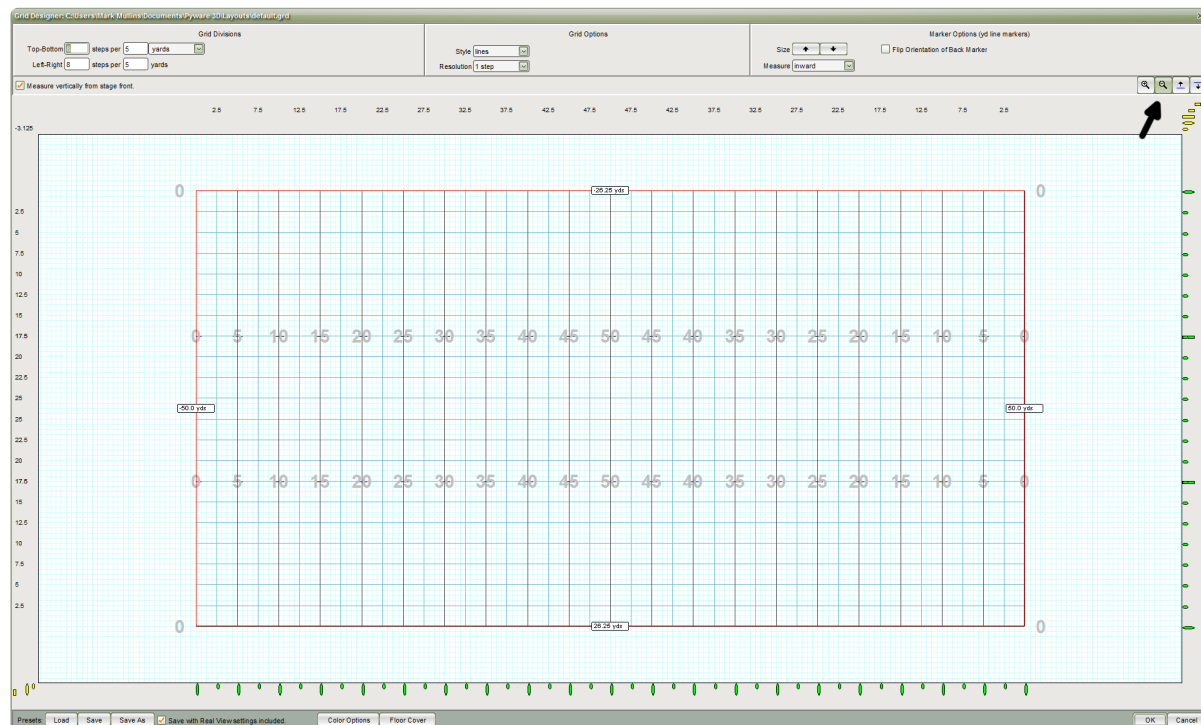 Grid Designer: C:\Users\Mark Mullins\Documents\Pyware 3D\Layouts\default.grd
Grid Divisions
Grid Options
Marker Options (yd line markers)
Top-Bottom steps per 5 yards
Style lines
Size
Flip Orientation of Back Marker
Left-Right 8 steps per 5 yards
Resolution 1 step
Measure inward
Measure vertically from stage front.
2.5 7.5 12.5 17.5 22.5 27.5 32.5 37.5 42.5 47.5 47.5 42.5 37.5 32.5 27.5 22.5 17.5 12.5 7.5 2.5
-3.125
0 -26.25 yds 0
2.5
5
7.5
10
12.5
15
17.5 0 5 10 15 20 25 30 35 40 45 50 45 40 35 30 25 20 15 10 5 0
20
22.5
25
-50.0 yds 50.0 yds
25
22.5
20
17.5 0 5 10 15 20 25 30 35 40 45 50 45 40 35 30 25 20 15 10 5 0
15
12.5
10
7.5
5
2.5
0 26.25 yds 0
Presets: Load Save Save As Save with Real View settings included. Color Options Floor Cover OK Cancel